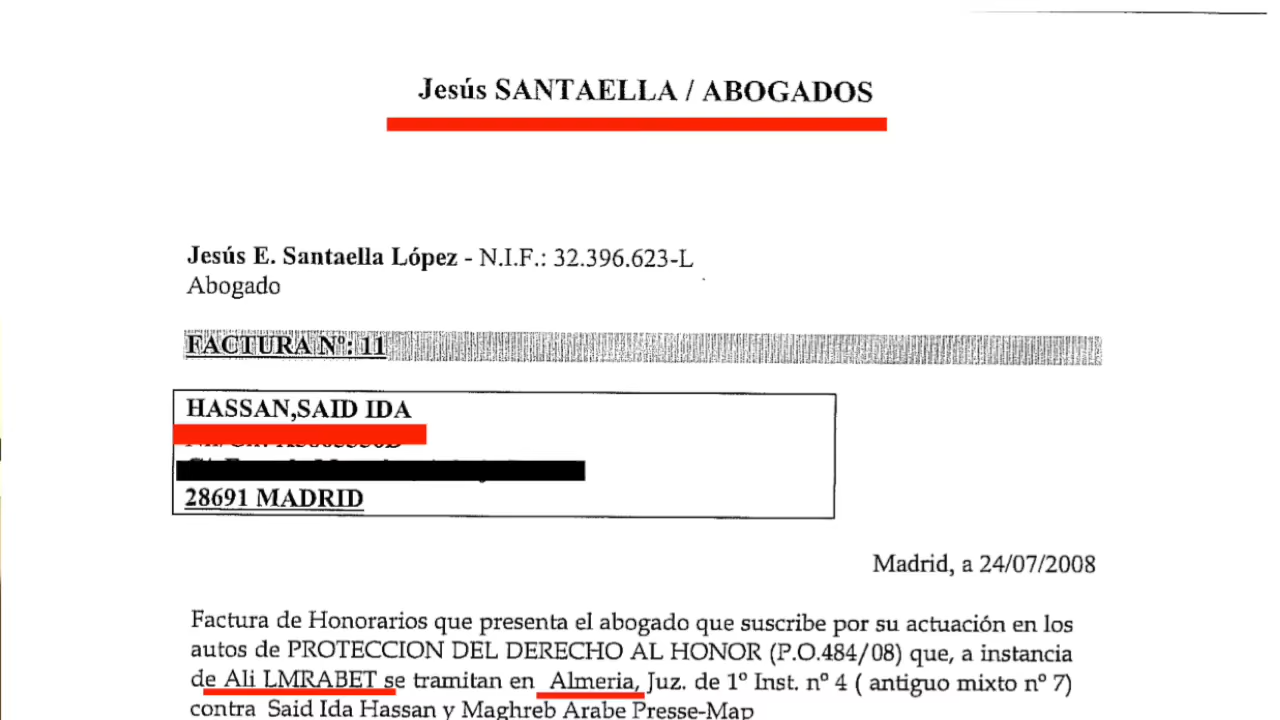 Jesús SANTAELLA / ABOGADOS
Jesús E. Santaella López - N.I.F.: 32.396.623-L
Abogado
FACTURA Nº: 11
HASSAN,SAID IDA
28691 MADRID
Madrid, a 24/07/2008
Factura de Honorarios que presenta el abogado que suscribe por su actuación en los
autos de PROTECCION DEL DERECHO AL HONOR (P.O.484/08) que, a instancia
de Ali LMRABET se tramitan en Almeria, Juz. de 1º Inst. nº 4 ( antiguo mixto nº 7)
contra Said Ida Hassan y Maghreb Arabe Presse-Map